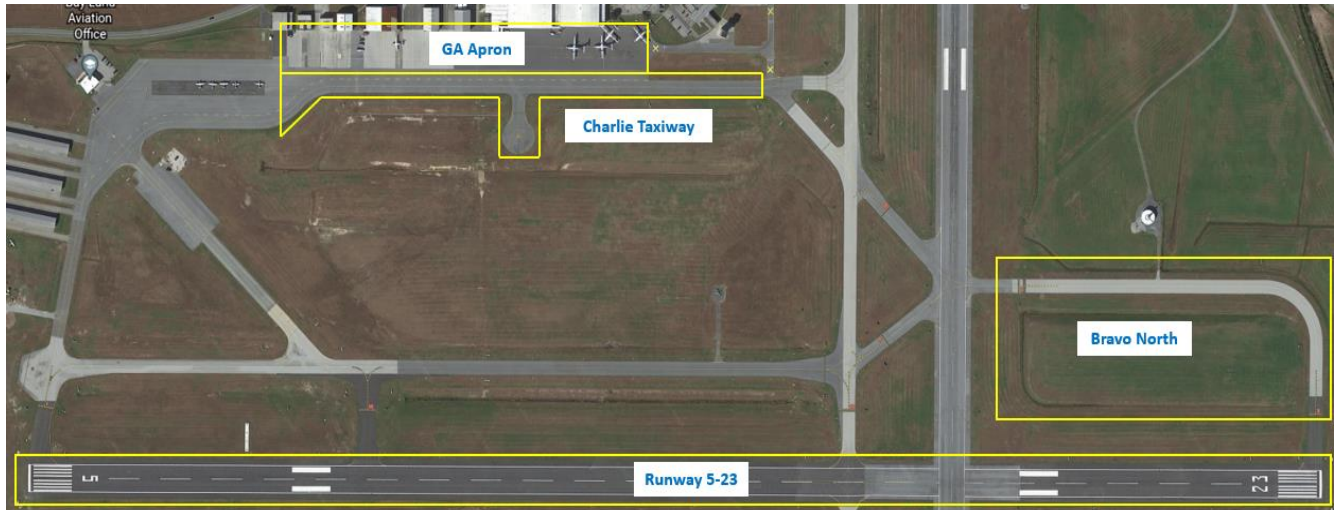 Aviation
Office
GA Apron
Charlie Taxiway
Bravo North
Runway 5-23
5
23